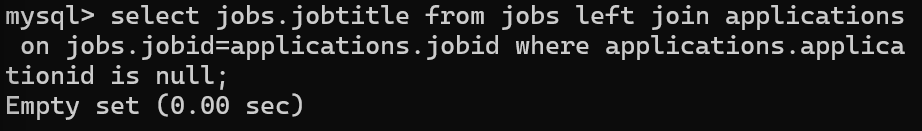 mysql> select jobs.jobtitle from jobs left join applications
 on jobs.jobid=applications.jobid where applications.applica
tionid is null;
Empty set (0.00 sec)